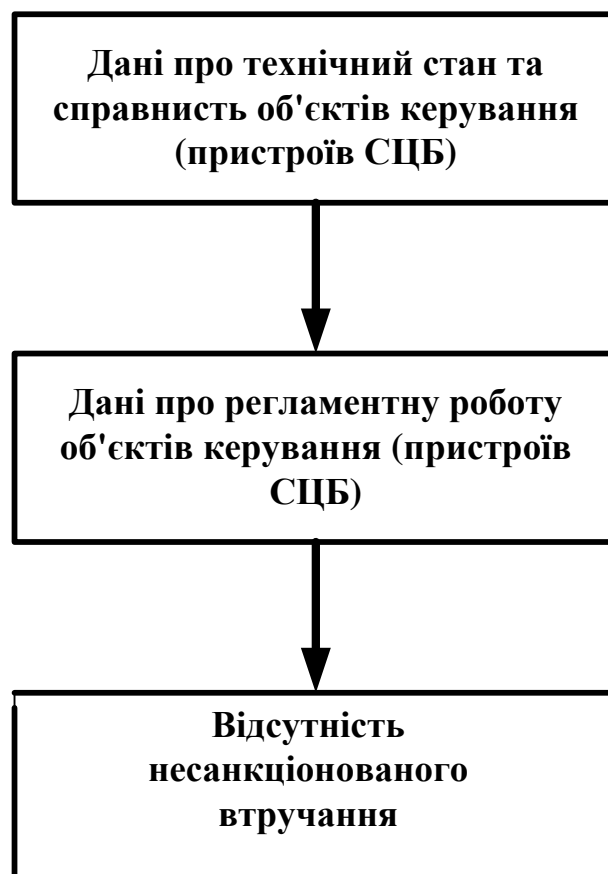 Дані про технічний стан та
справнисть об'єктів керування
(пристроїв СЦБ)
Дані про регламентну роботу
об'єктів керування (пристроїв
СЦБ)
Відсутність
несанкціонованого
втручання